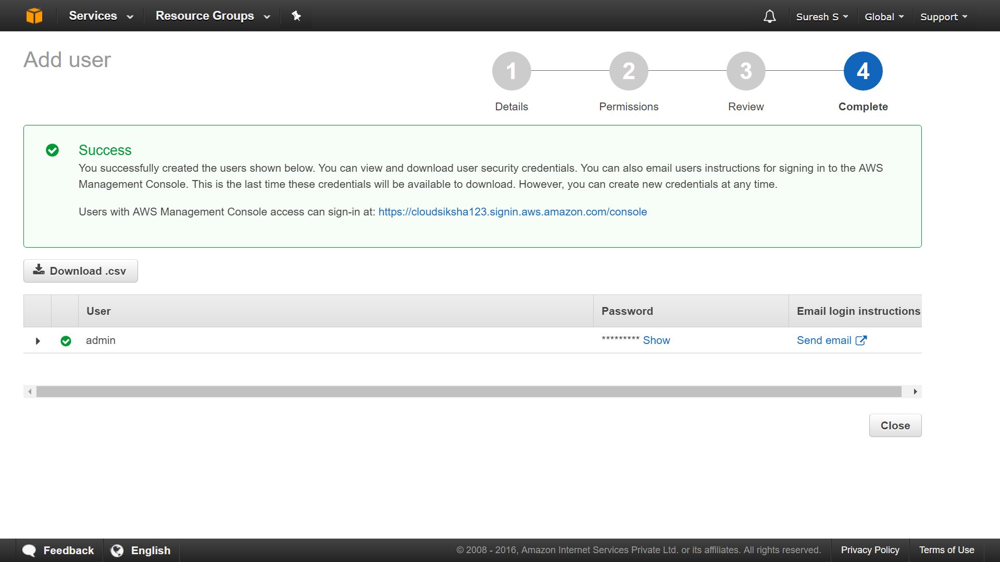 Services
Resource Groups
Suresh S
Global
Support
Add user
1
2
3
4
Details
Permissions
Review
Complete
Success
You successfully created the users shown below. You can view and download user security credentials. You can also email users instructions for signing in to the AWS
Management Console. This is the last time these credentials will be available to download. However, you can create new credentials at any time.
Users with AWS Management Console access can sign-in at: https://cloudsiksha123.signin.aws.amazon.com/console
Download .csv
User
Password
Email login instructions
admin
********* Show
Send email
Close
Feedback
English
© 2008 - 2016, Amazon Internet Services Private Ltd. or its affiliates. All rights reserved.
Privacy Policy
Terms of Use